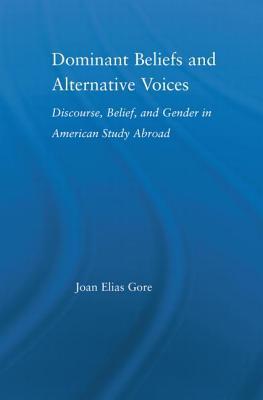 Dominant Beliefs and
Alternative Voices
Discourse, Belief, and Gender in
American Study Abroad
Joan Elias Gore